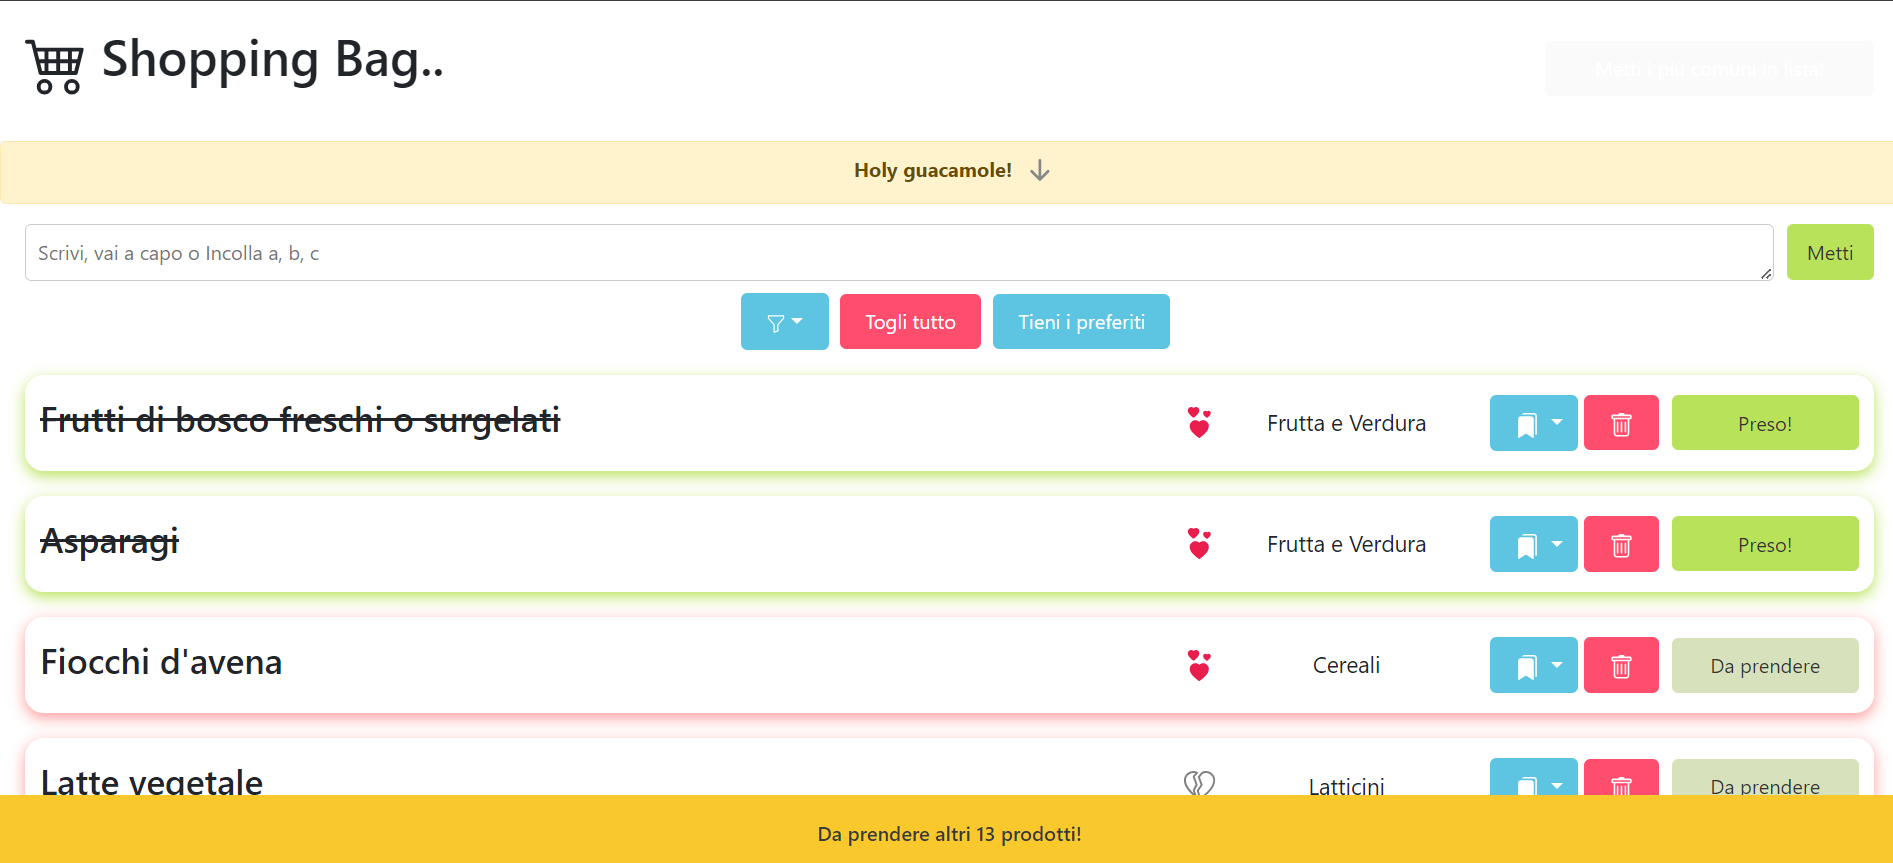 Shopping Bag..
Metti i più comuni in lista!
Holy guacamole!
Scrivi, vai a capo o Incolla a, b, c
Metti
Togli tutto
Tieni i preferiti
Frutti di bosco freschi o surgelati
Frutta e Verdura
Preso!
Asparagi
Frutta e Verdura
Preso!
Fiocchi d'avena
Cereali
Da prendere
Latte vegetale
Latticini
Da prendere
Da prendere altri 13 prodotti!